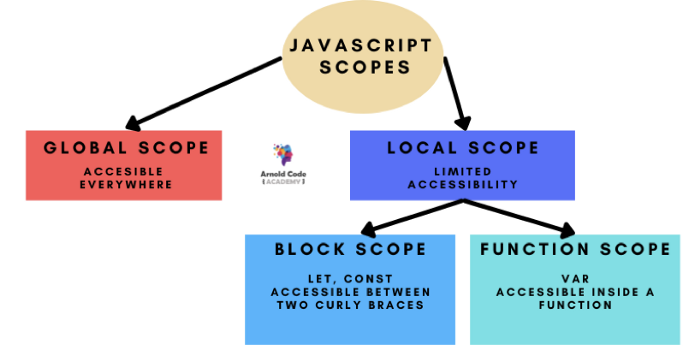 JAVASCRIPT
SCOPES
GLOBAL SCOPE
ACCESIBLE
EVERYWHERE
Arnold Code
[ACADEMY]
LOCAL SCOPE
LIMITED
ACCESSIBILITY
BLOCK SCOPE
LET, CONST
ACCESSIBLE BETWEEN
TWO CURLY BRACES
FUNCTION SCOPE
VAR
ACCESSIBLE INSIDE A
FUNCTION